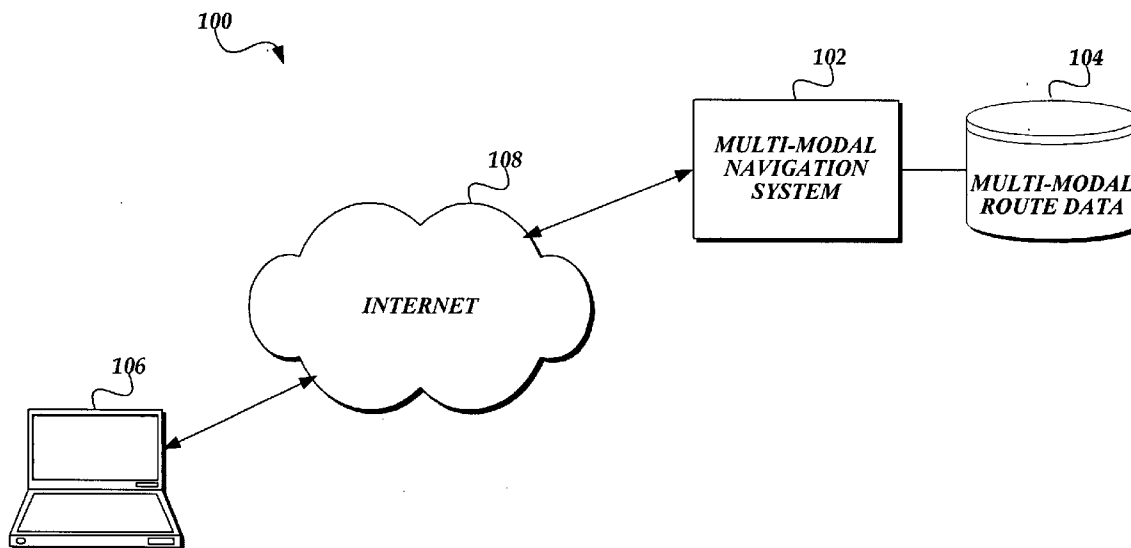 100
102
104
MULTI-MODAL
NAVIGATION
SYSTEM
MULTI-MODAL
ROUTE DATA
108
INTERNET
106